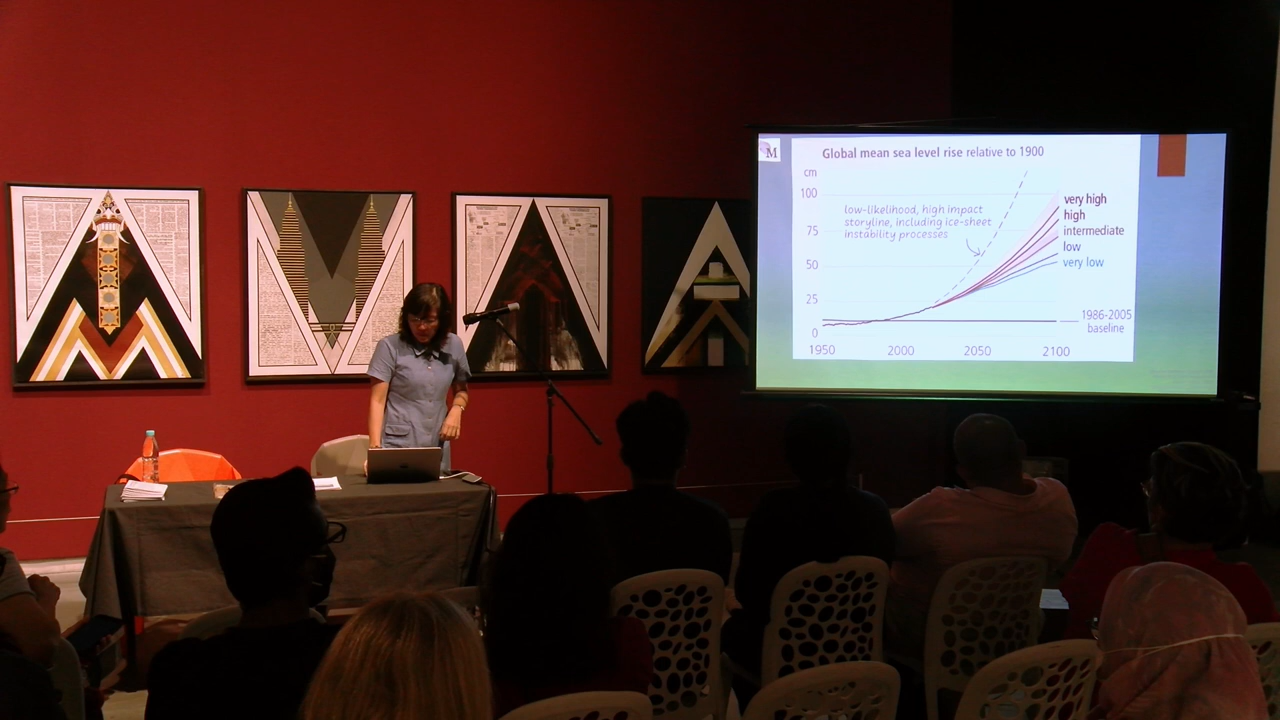 M
Global mean sea level rise relative to 1900
cm
100
75
50
25
0
low-likelihood, high impact
storyline, including ice-sheet
instability processes
very high
high
intermediate
low
very low
1986-2005
baseline
1950
2000
2050
2100